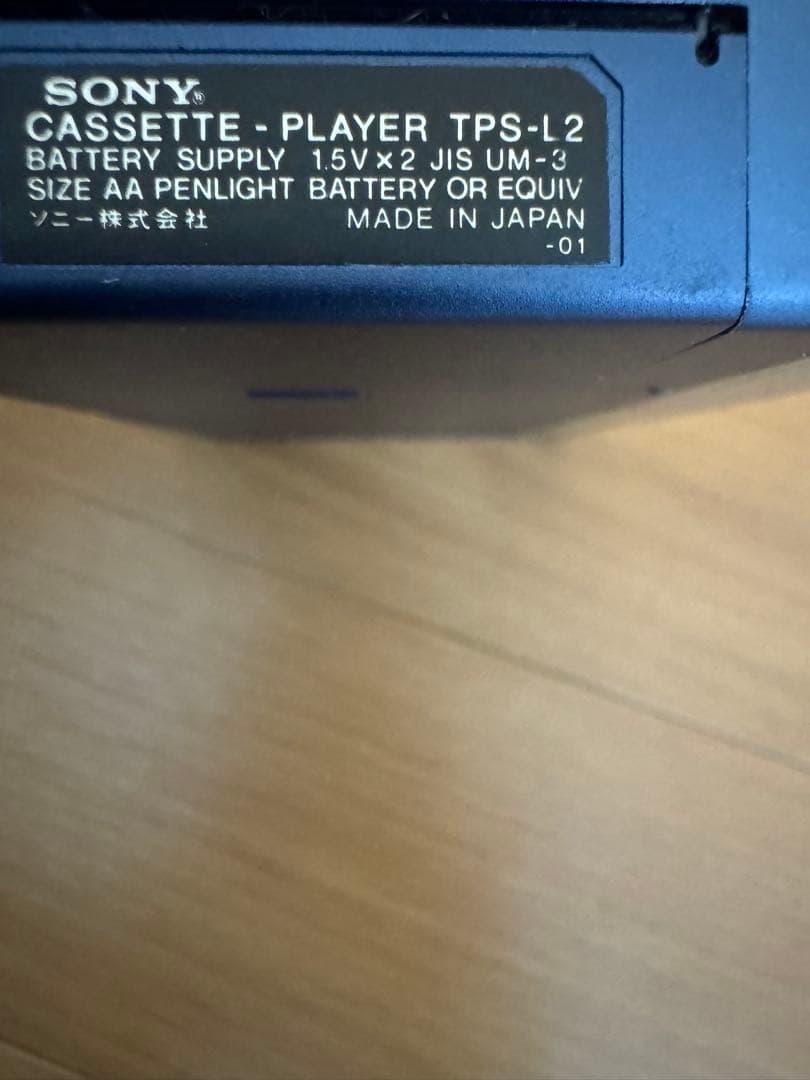 SONY®
CASSETTE - PLAYER TPS-L2
BATTERY SUPPLY 1.5V×2 JIS UM-3
SIZE AA PENLIGHT BATTERY OR EQUIV
ソニー株式会社 MADE IN JAPAN
-01